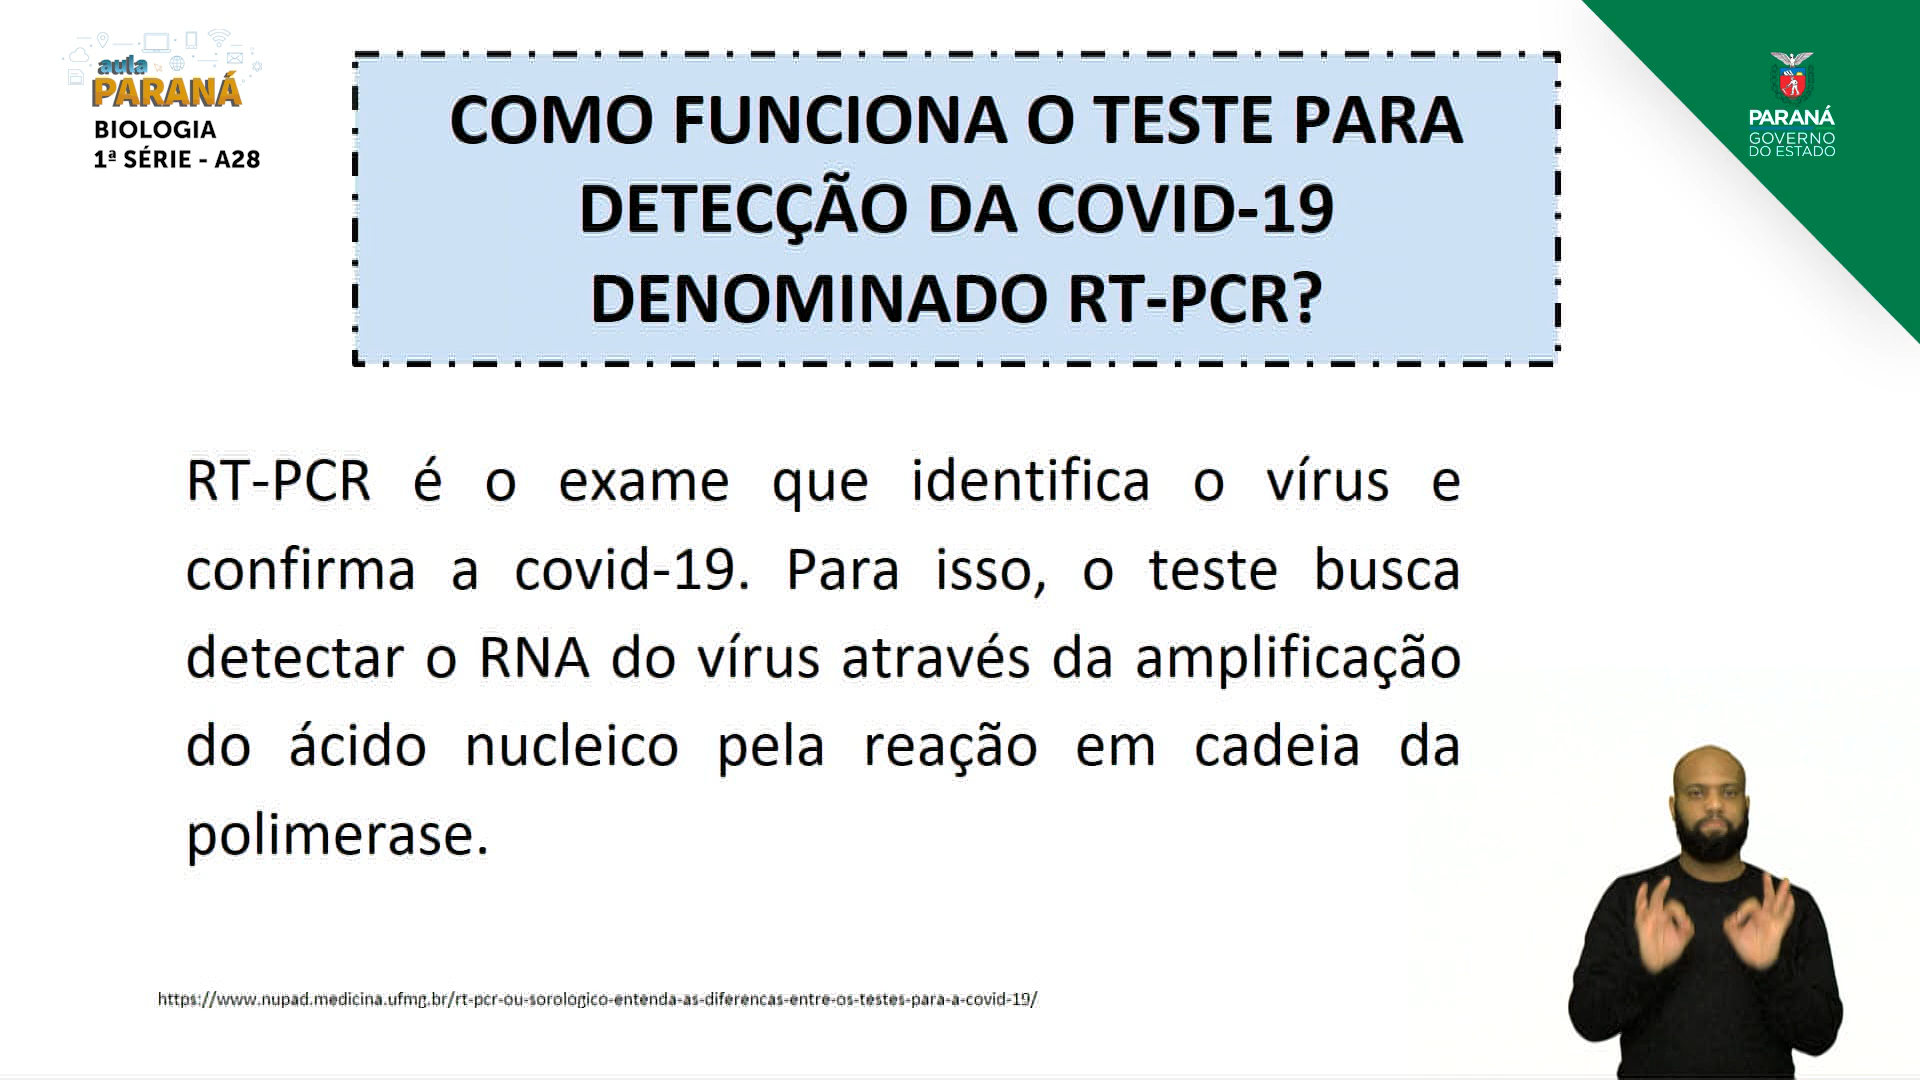 aula
PARANÁ
BIOLOGIA
1ª SÉRIE - A28
COMO FUNCIONA O TESTE PARA
DETECÇÃO DA COVID-19
DENOMINADO RT-PCR?
PARANÁ
GOVERNO
DO ESTADO
RT-PCR é o exame que identifica o vírus e
confirma a covid-19. Para isso, o teste busca
detectar o RNA do vírus através da amplificação
do ácido nucleico pela reação em cadeia da
polimerase.
https://www.nupad.medicina.ufmg.br/rt-pcr-ou-sorologico-entenda-as-diferencas-entre-os-testes-para-a-covid-19/